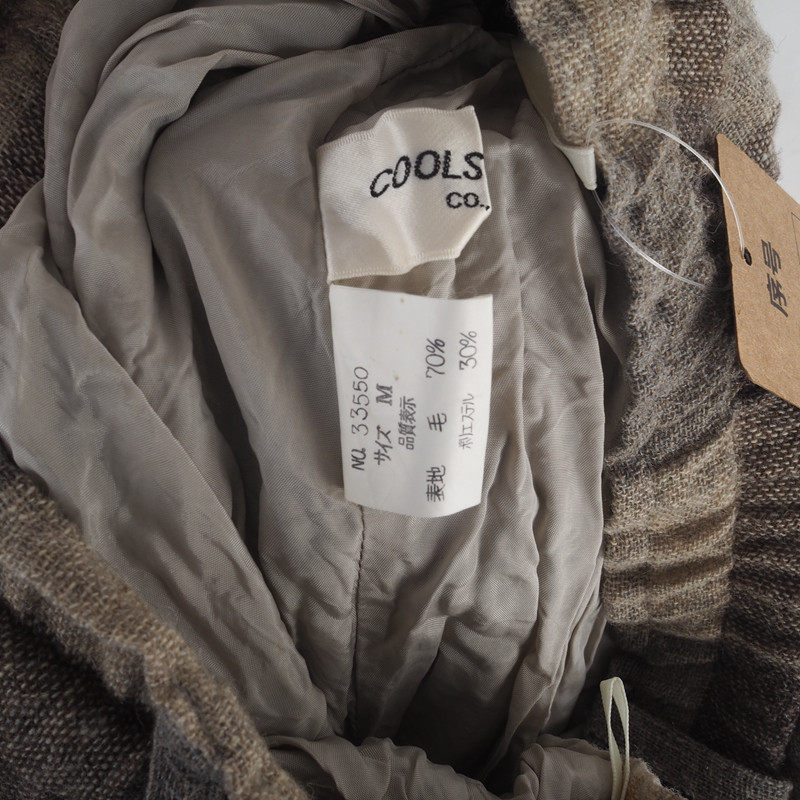 COOLS
CO.,
NO. 33550
サイズ M
品質表示
表地 毛 70%
ポリエステル 30%
序号